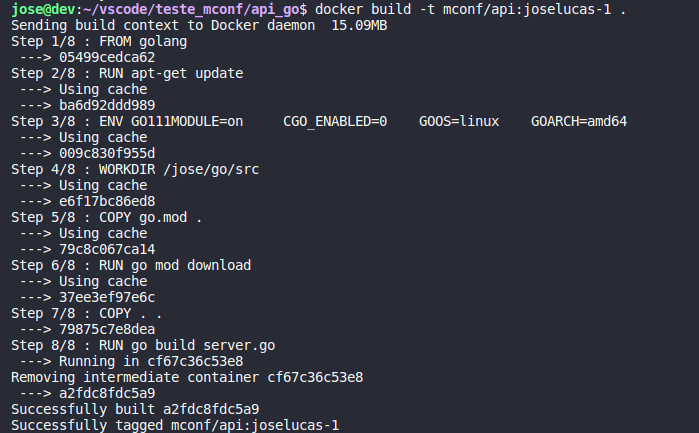 jose@dev:~/vscode/teste_mconf/api_go$ docker build -t mconf/api:joselucas-1 .
Sending build context to Docker daemon  15.09MB
Step 1/8 : FROM golang
 ---> 05499cedca62
Step 2/8 : RUN apt-get update
 ---> Using cache
 ---> ba6d92ddd989
Step 3/8 : ENV GO111MODULE=on     CGO_ENABLED=0    GOOS=linux    GOARCH=amd64
 ---> Using cache
 ---> 009c830f955d
Step 4/8 : WORKDIR /jose/go/src
 ---> Using cache
 ---> e6f17bc86ed8
Step 5/8 : COPY go.mod .
 ---> Using cache
 ---> 79c8c067ca14
Step 6/8 : RUN go mod download
 ---> Using cache
 ---> 37ee3ef97e6c
Step 7/8 : COPY . .
 ---> 79875c7e8dea
Step 8/8 : RUN go build server.go
 ---> Running in cf67c36c53e8
Removing intermediate container cf67c36c53e8
 ---> a2fdc8fdc5a9
Successfully built a2fdc8fdc5a9
Successfully tagged mconf/api:joselucas-1